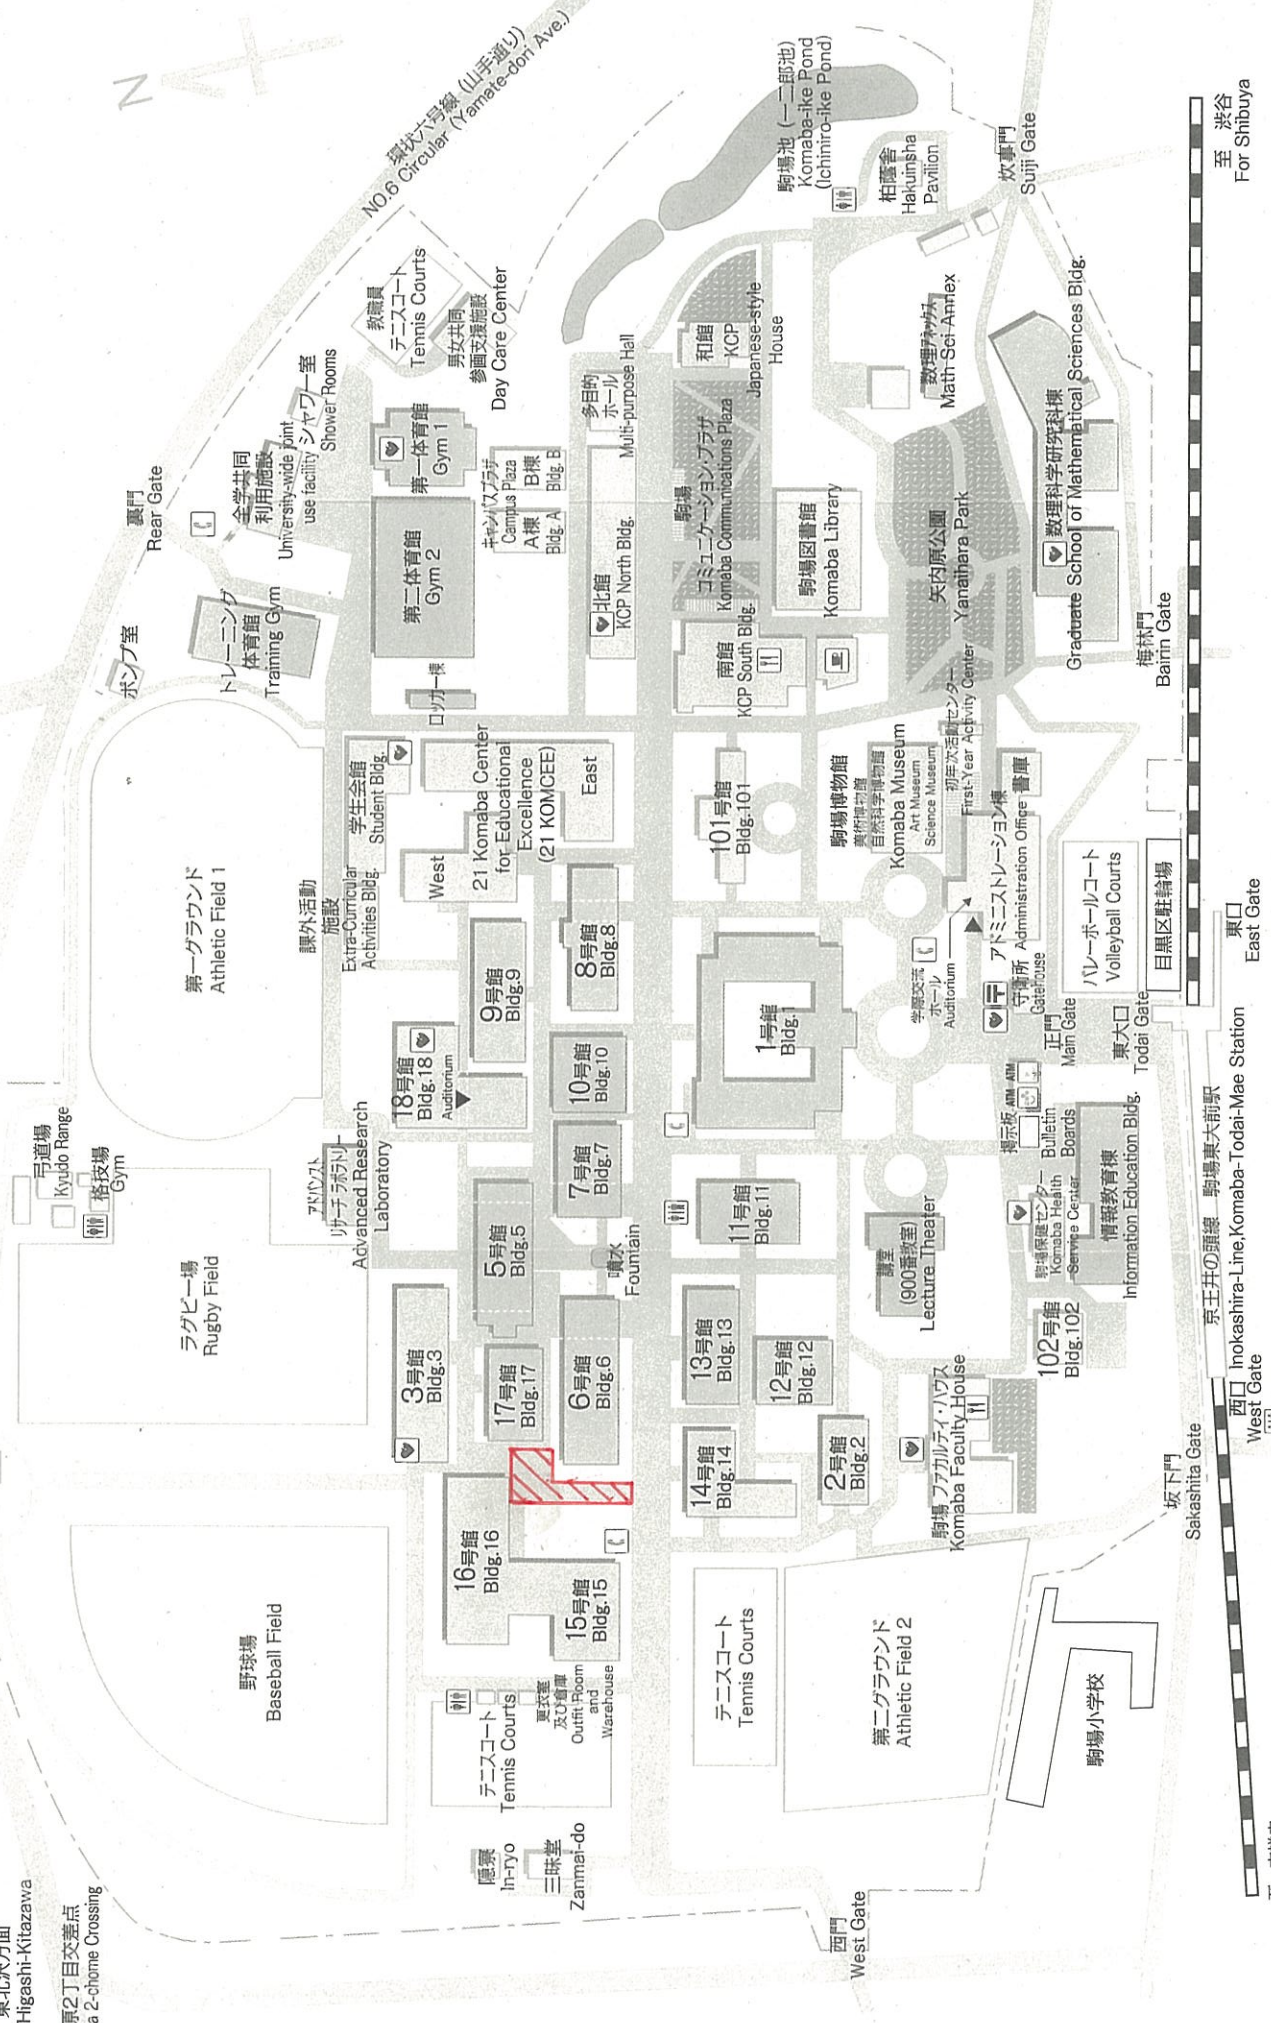 N
環状六号線 (山手通り)
NO.6 Circular (Yamate-dori Ave.)
裏門
Rear Gate
ポンプ室
トレーニング
体育館
Training Gym
全学共同
利用施設
University-wide joint
use facility
シャワー室
Shower Rooms
教職員
テニスコート
Tennis Courts
男女共同
参画支援施設
Day Care Center
第一体育館
Gym 1
第二体育館
Gym 2
ロッカー棟
キャンパスプラザ
Campus Plaza
A棟
Bldg. A
B棟
Bldg. B
多目的
ホール
Multi-purpose Hall
北館
KCP North Bldg.
駒場池 (一二郎池)
Komaba-ike Pond
(Ichiniro-ike Pond)
柏蔭舎
Hakuinsha
Pavilion
炊事門
Suiji Gate
至 渋谷
For Shibuya
和館
KCP
Japanese-style
House
駒場
コミュニケーション・プラザ
Komaba Communications Plaza
南館
KCP South Bldg.
駒場図書館
Komaba Library
数理アネックス
Math Sci Annex
矢内原公園
Yanaihara Park
数理科学研究科棟
Graduate School of Mathematical Sciences Bldg.
梅林門
Bairin Gate
第一グラウンド
Athletic Field 1
学生会館
Student Bldg.
課外活動
施設
Extra-Curricular
Activities Bldg.
West
21 Komaba Center
for Educational
Excellence
(21 KOMCEE)
East
101号館
Bldg.101
駒場博物館
美術博物館
自然科学博物館
Komaba Museum
Art Museum
Science Museum
初年次活動センター
First-Year Activity Center
書庫
アドミニストレーション棟
Administration Office
バレーボールコート
Volleyball Courts
目黒区駐輪場
東口
East Gate
9号館
Bldg.9
8号館
Bldg.8
18号館
Bldg.18
Auditorium
10号館
Bldg.10
7号館
Bldg.7
1号館
Bldg.1
学際交流
ホール
Auditorium
守衛所
Gatehouse
正門
Main Gate
東大口
Todai Gate
ATM
ATM
掲示板
Bulletin
Boards
弓道場
Kyudo Range
格技場
Gym
アドバンスト
リサーチラボラトリー
Advanced Research
Laboratory
ラグビー場
Rugby Field
5号館
Bldg.5
噴水
Fountain
11号館
Bldg.11
講堂
(900番教室)
Lecture Theater
駒場保健センター
Komaba Health
Service Center
情報教育棟
Information Education Bldg.
京王井の頭線 駒場東大前駅
Inokashira-Line,Komaba-Todai-Mae Station
3号館
Bldg.3
17号館
Bldg.17
6号館
Bldg.6
13号館
Bldg.13
12号館
Bldg.12
102号館
Bldg.102
西口
West Gate
14号館
Bldg.14
2号館
Bldg.2
駒場 ファカルティ・ハウス
Komaba Faculty House
坂下門
Sakashita Gate
16号館
Bldg.16
15号館
Bldg.15
野球場
Baseball Field
テニスコート
Tennis Courts
更衣室
及び倉庫
Outfit Room
and
Warehouse
テニスコート
Tennis Courts
第二グラウンド
Athletic Field 2
駒場小学校
隠寮
In-ryo
三昧堂
Zanmai-do
西門
West Gate
東北沢方面
Higashi-Kitazawa
原2丁目交差点
a 2-chome Crossing